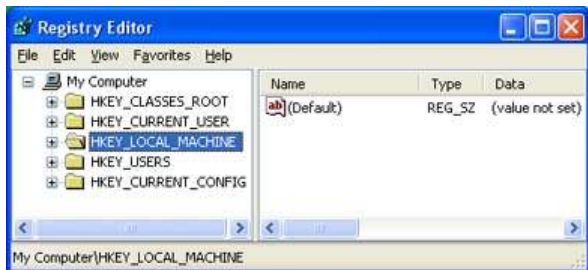 Registry Editor
File Edit View Favorites Help
My Computer
HKEY_CLASSES_ROOT
HKEY_CURRENT_USER
HKEY_LOCAL_MACHINE
HKEY_USERS
HKEY_CURRENT_CONFIG
Name Type Data
ab (Default) REG_SZ (value not set)
My Computer\HKEY_LOCAL_MACHINE